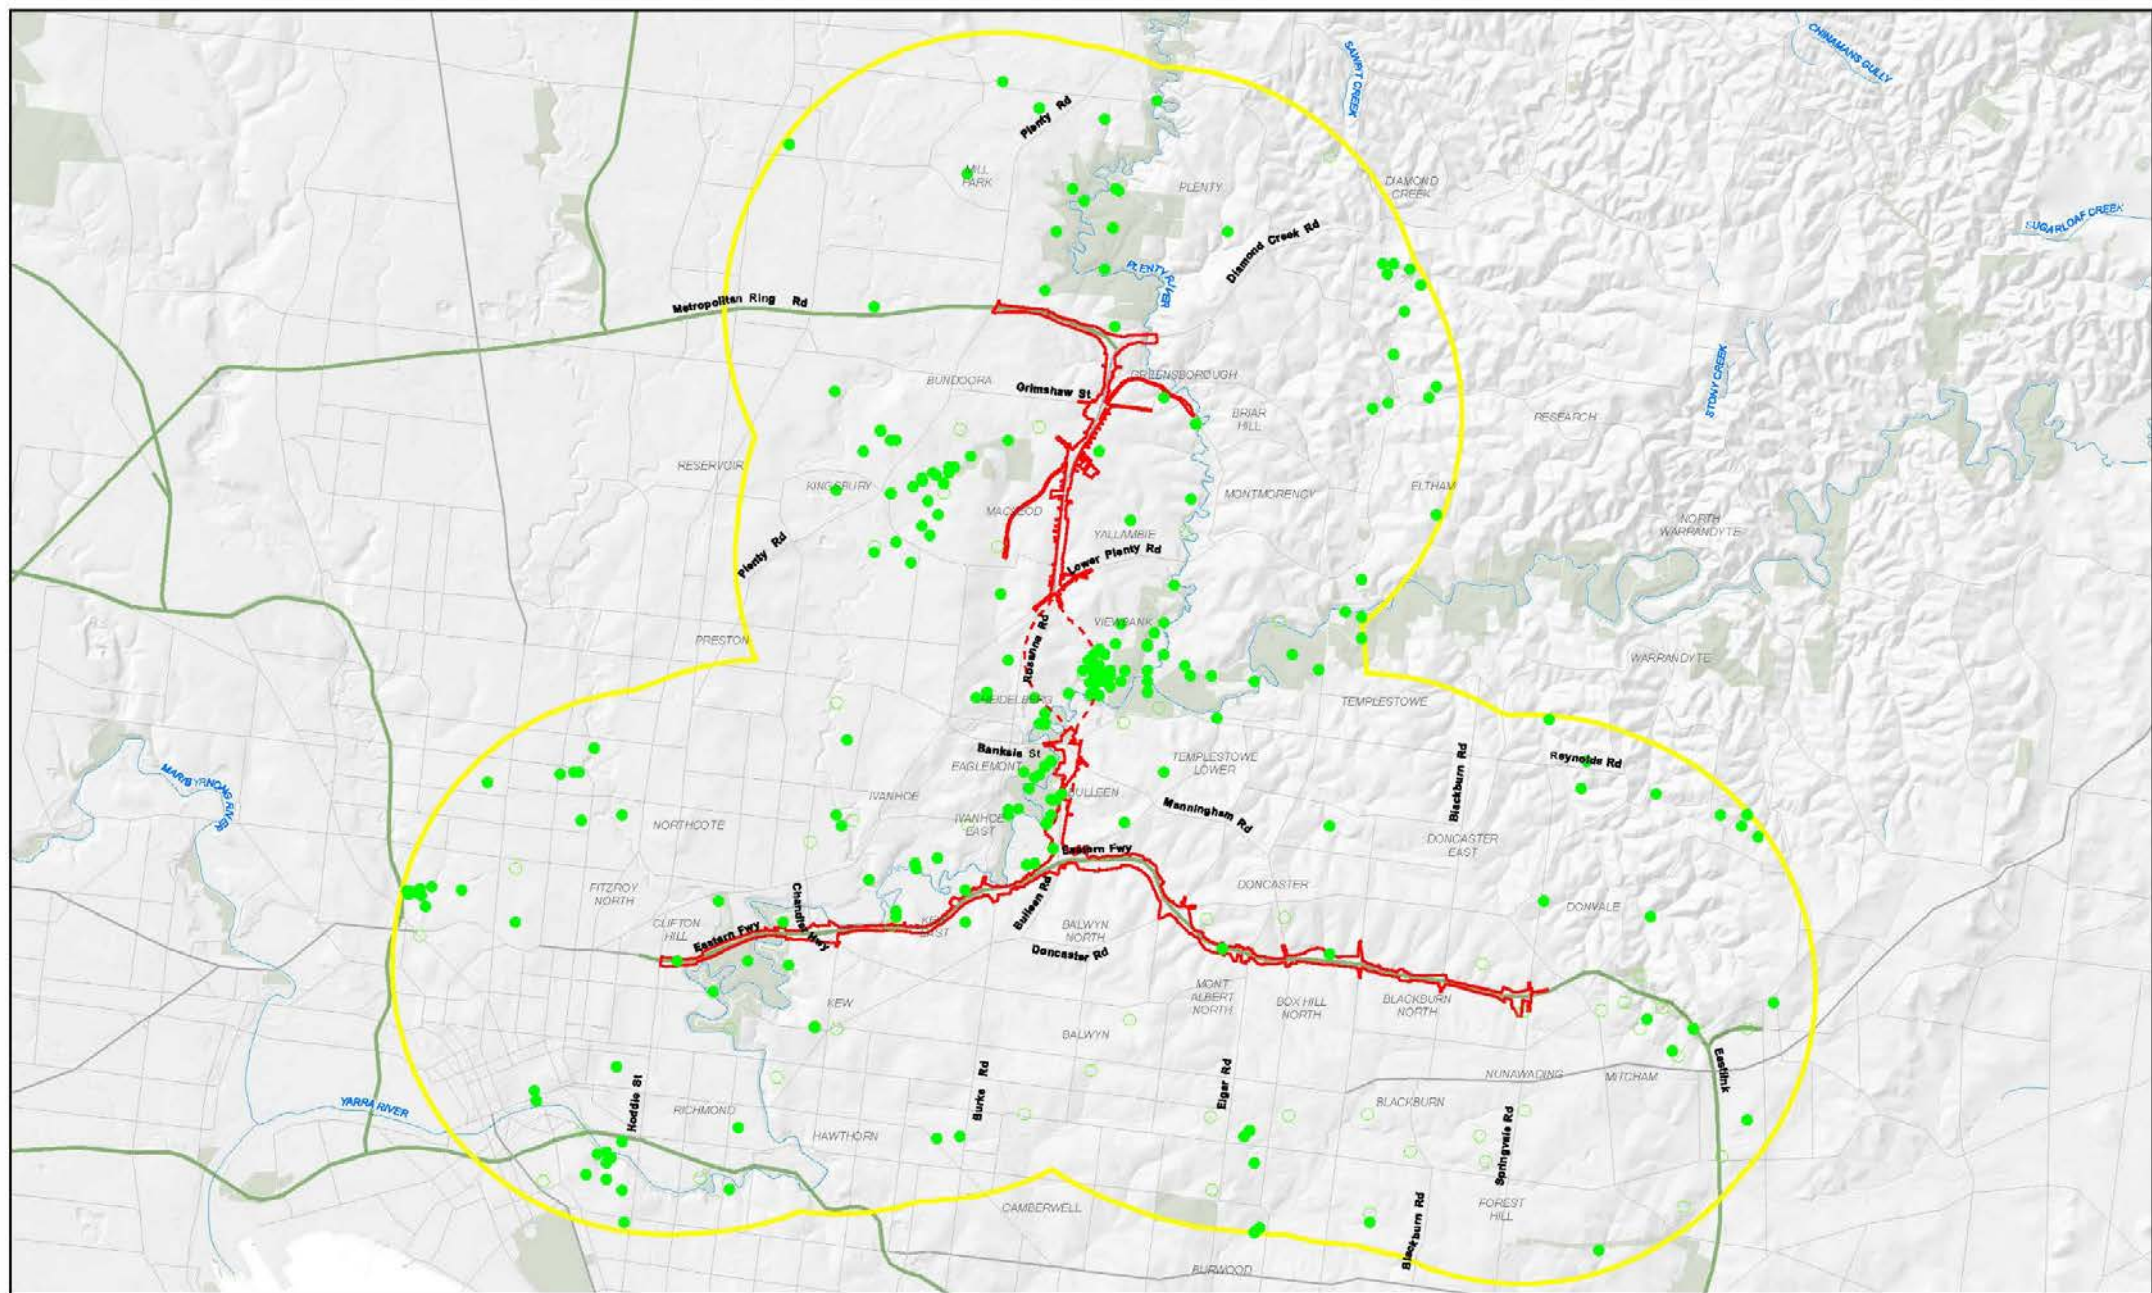 CHINAMANS GULLY
SAWPIT CREEK
Plenty Rd
MILL
PARK
PLENTY
DIAMOND
CREEK
SUGARLOAF CREEK
Diamond Creek Rd
PLENTY RIVER
Metropolitan Ring Rd
STONY CREEK
BUNDOORA
Grimshaw St
GREENSBOROUGH
BRIAR
HILL
RESEARCH
RESERVOIR
KINGSBURY
MONTMORENCY
ELTHAM
MACLEOD
NORTH
WARRANDYTE
YALLAMBIE
Plenty Rd
Lower Plenty Rd
VIEWBANK
PRESTON
Rosanna Rd
WARRANDYTE
HEIDELBERG
TEMPLESTOWE
Banksia St
EAGLEMONT
TEMPLESTOWE
LOWER
Blackburn Rd
Reynolds Rd
MARIBYRNONG RIVER
IVANHOE
BULLEEN
Manningham Rd
NORTHCOTE
IVANHOE
EAST
DONCASTER
EAST
Eastern Fwy
FITZROY
NORTH
Chandler Hwy
Bulleen Rd
DONCASTER
DONVALE
CLIFTON
HILL
Eastern Fwy
KEW
EAST
BALWYN
NORTH
Doncaster Rd
KEW
MONT
ALBERT
NORTH
BOX HILL
NORTH
BLACKBURN
NORTH
BALWYN
Eastlink
NUNAWADING
MITCHAM
Hoddle St
Burke Rd
Elgar Rd
YARRA RIVER
RICHMOND
BLACKBURN
Springvale Rd
HAWTHORN
CAMBERWELL
Blackburn Rd
FOREST
HILL
BURWOOD